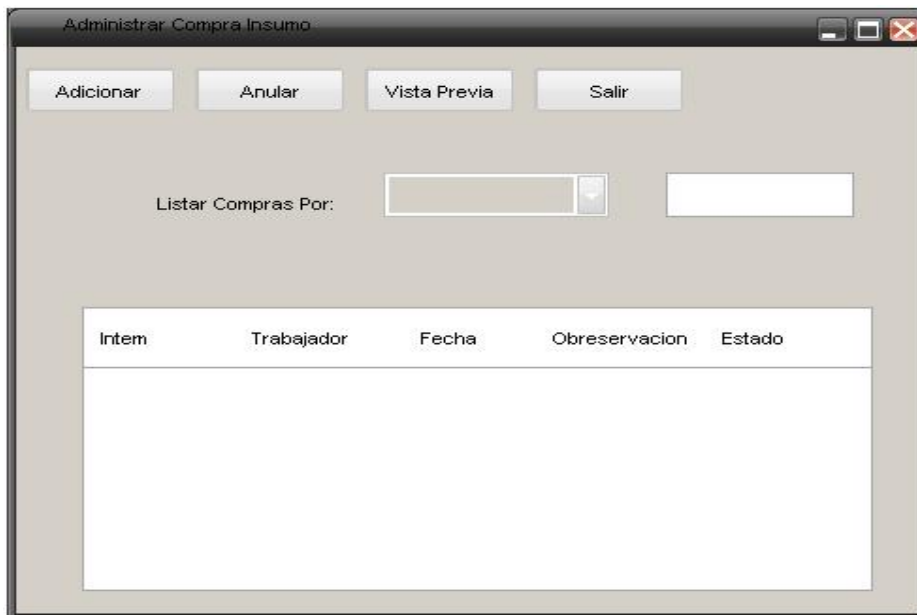 Administrar Compra Insumo
Adicionar Anular Vista Previa Salir
Listar Compras Por:
Intem Trabajador Fecha Obreservacion Estado